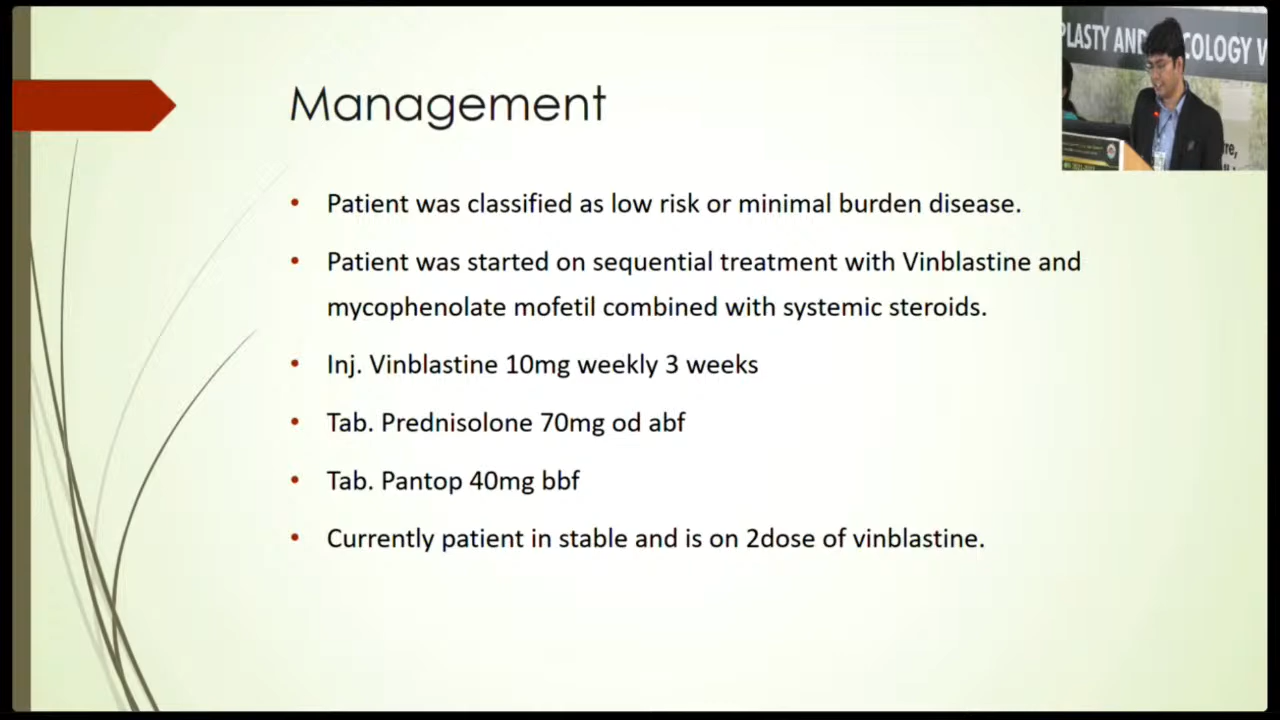 PLASTY AND COLOGY
Management
• Patient was classified as low risk or minimal burden disease.
• Patient was started on sequential treatment with Vinblastine and
mycophenolate mofetil combined with systemic steroids.
• Inj. Vinblastine 10mg weekly 3 weeks
• Tab. Prednisolone 70mg od abf
• Tab. Pantop 40mg bbf
• Currently patient in stable and is on 2dose of vinblastine.